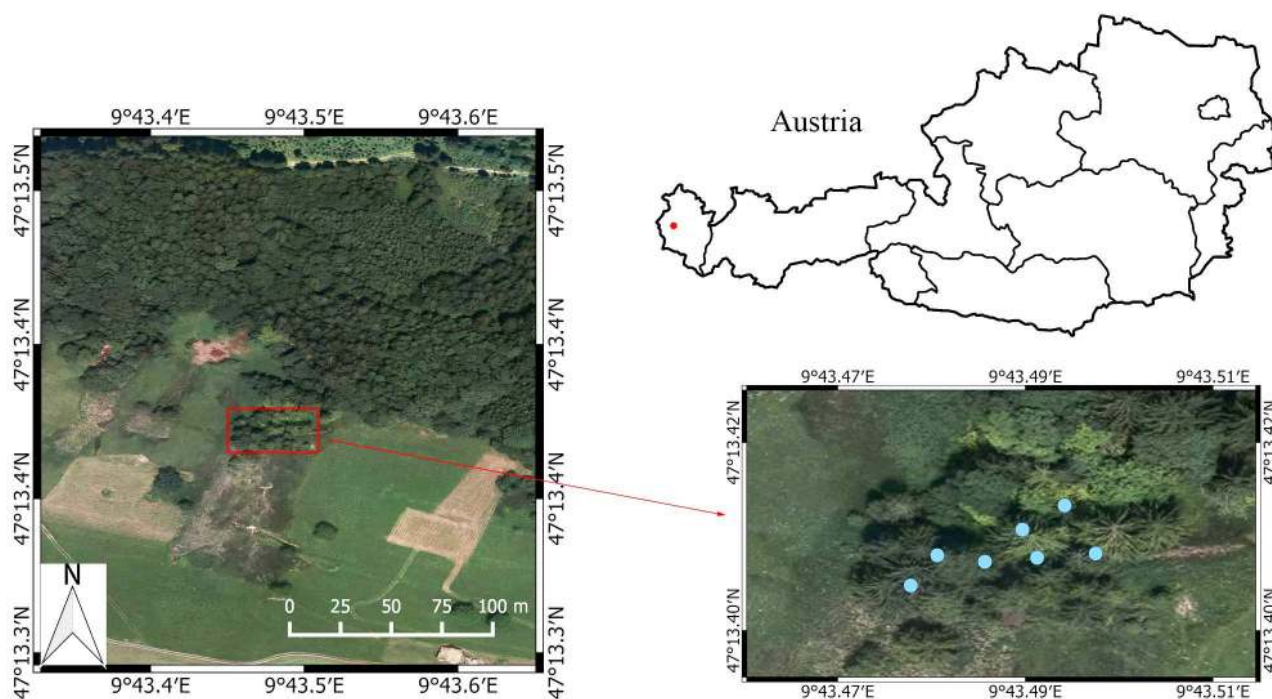 9°43.4′E 9°43.5′E 9°43.6′E
47°13.5′N
47°13.4′N
47°13.4′N
47°13.3′N
47°13.5′N
47°13.4′N
47°13.4′N
47°13.3′N
N
0 25 50 75 100 m
9°43.4′E 9°43.5′E 9°43.6′E
Austria
9°43.47′E 9°43.49′E 9°43.51′E
47°13.42′N
47°13.40′N
47°13.42′N
47°13.40′N
9°43.47′E 9°43.49′E 9°43.51′E